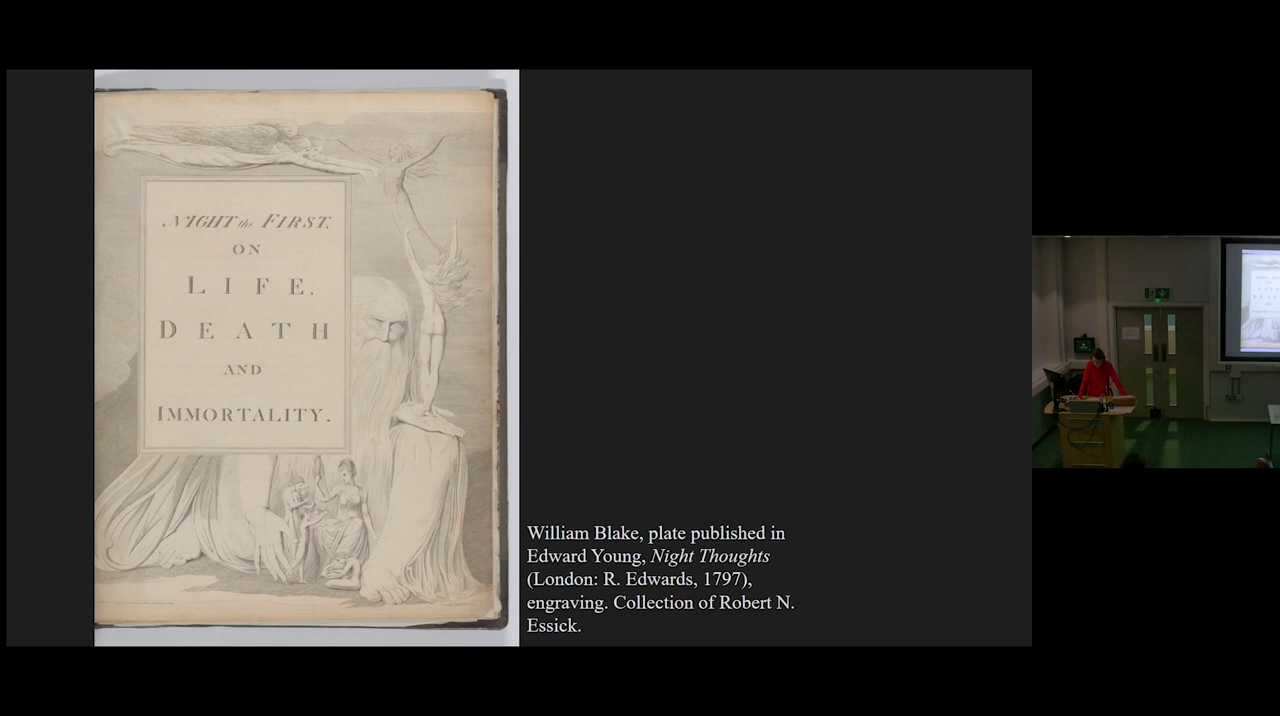 NIGHT the FIRST,
ON
LIFE,
DEATH
AND
IMMORTALITY.
William Blake, plate published in
Edward Young, Night Thoughts
(London: R. Edwards, 1797),
engraving. Collection of Robert N.
Essick.